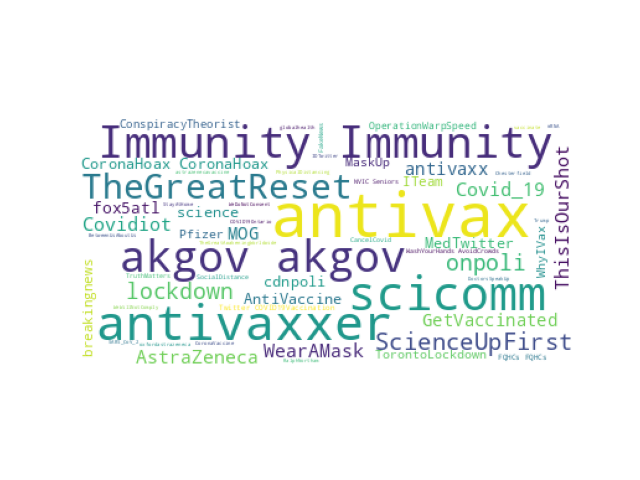 ConspiracyTheorist
OperationWarpSpeed
Immunity Immunity
CoronaHoax CoronaHoax
MaskUp
antivaxx
TheGreatReset
NVIC Seniors
ITeam
Covid_19
ThisIsOurShot
fox5atl
science
antivax
Covidiot
Pfizer
MOG
CancelCovid
MedTwitter
WhyIVax
akgov akgov
WashYourHands AvoidCrowds
onpoli
breakingnews
TruthMatters
SocialDistance
cdnpoli
scicomm
lockdown
AntiVaccine
antivaxxer
GetVaccinated
ScienceUpFirst
WearAMask
AstraZeneca
TorontoLockdown
FQHCs FQHCs